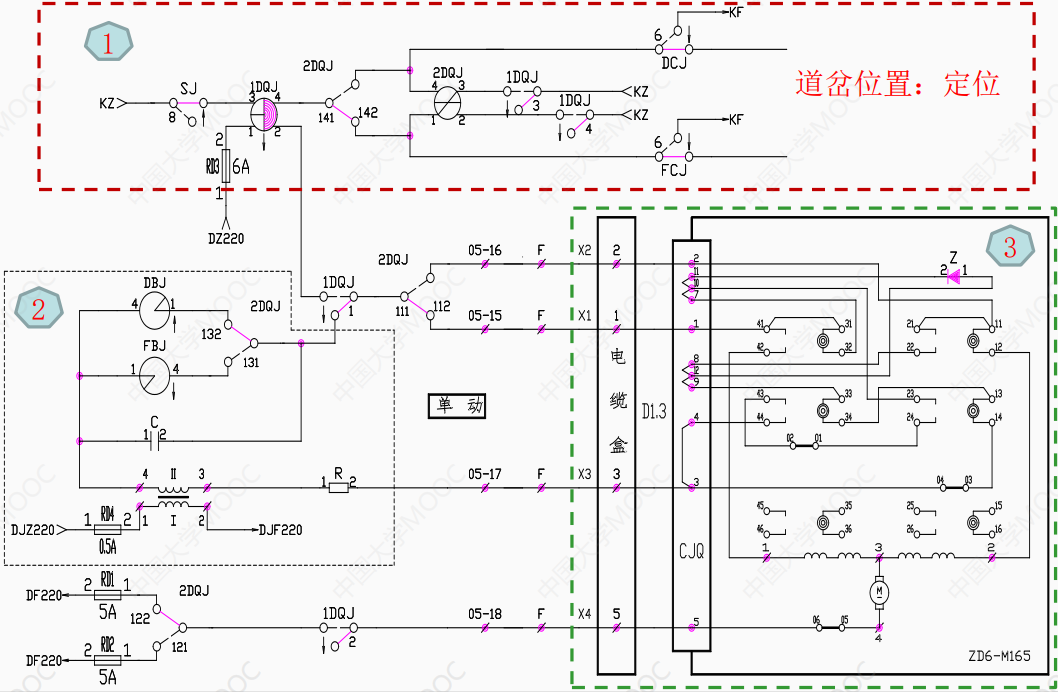 1
道岔位置：定位
KF
6
DCJ
2DQJ
2DQJ
4 3
1 2
1DQJ
3
KZ
1DQJ
4
KZ
KZ
SJ
8
1DQJ
3 4
1 2
141
142
2
RD3
6A
1
DZ220
KF
6
FCJ
2
DBJ
4
1
2DQJ
132
131
FBJ
1
4
C
1 2
4 II 3
1 I 2
R
1 2
DJZ220
1
RD4
2
0.5A
DJF220
1DQJ
1
2DQJ
111
112
05-16
F
X2
2
05-15
F
X1
1
单 动
05-17
F
X3
3
DF220
2
RD1
1
5A
2DQJ
122
121
DF220
2
RD2
1
5A
1DQJ
2
05-18
F
X4
5
电
缆
盒
D1.3
CJQ
2
11
10
7
1
8
12
9
4
3
5
3
Z
2 1
41
42
31
32
21
22
11
12
43
44
33
34
23
24
13
14
02 01
04 03
45
46
35
36
25
26
15
16
1
3
2
M
06 05
4
ZD6-M165
中国大学MOOC